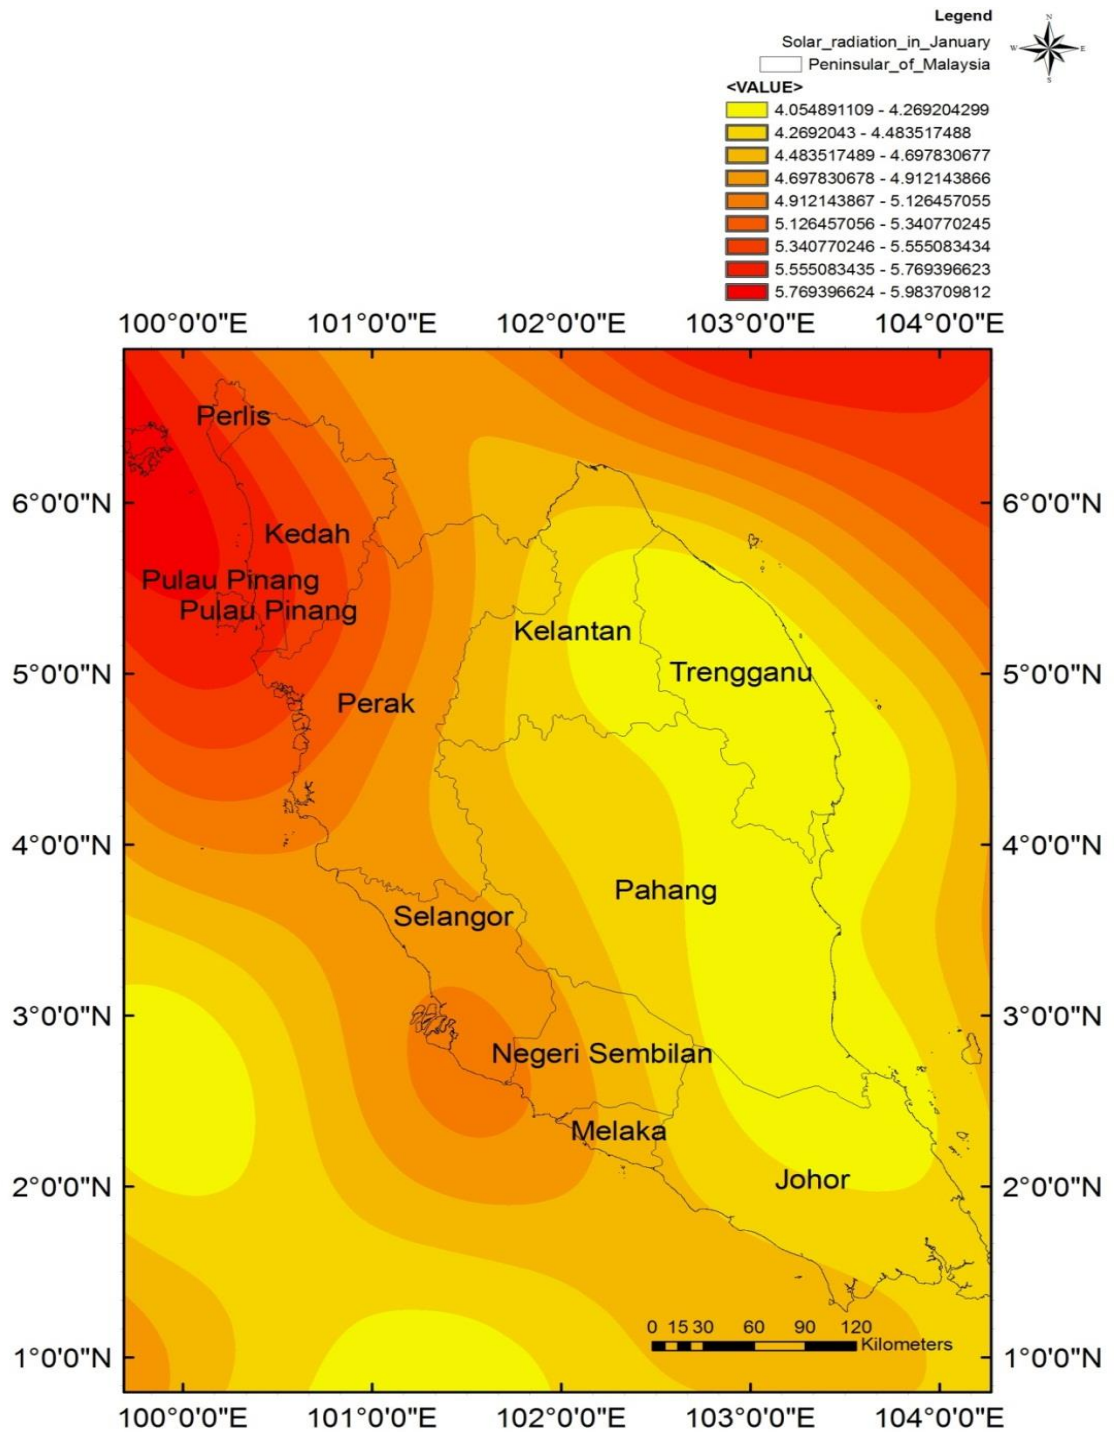 Legend
N
Solar_radiation_in_January
W E
Peninsular_of_Malaysia
S
<VALUE>
4.054891109 - 4.269204299
4.2692043 - 4.483517488
4.483517489 - 4.697830677
4.697830678 - 4.912143866
4.912143867 - 5.126457055
5.126457056 - 5.340770245
5.340770246 - 5.555083434
5.555083435 - 5.769396623
5.769396624 - 5.983709812
100°0'0"E 101°0'0"E 102°0'0"E 103°0'0"E 104°0'0"E
Perlis
6°0'0"N 6°0'0"N
Kedah
Pulau Pinang
Pulau Pinang
Kelantan
5°0'0"N Trengganu 5°0'0"N
Perak
4°0'0"N 4°0'0"N
Pahang
Selangor
3°0'0"N 3°0'0"N
Negeri Sembilan
Melaka
2°0'0"N Johor 2°0'0"N
0 15 30 60 90 120
Kilometers
1°0'0"N 1°0'0"N
100°0'0"E 101°0'0"E 102°0'0"E 103°0'0"E 104°0'0"E